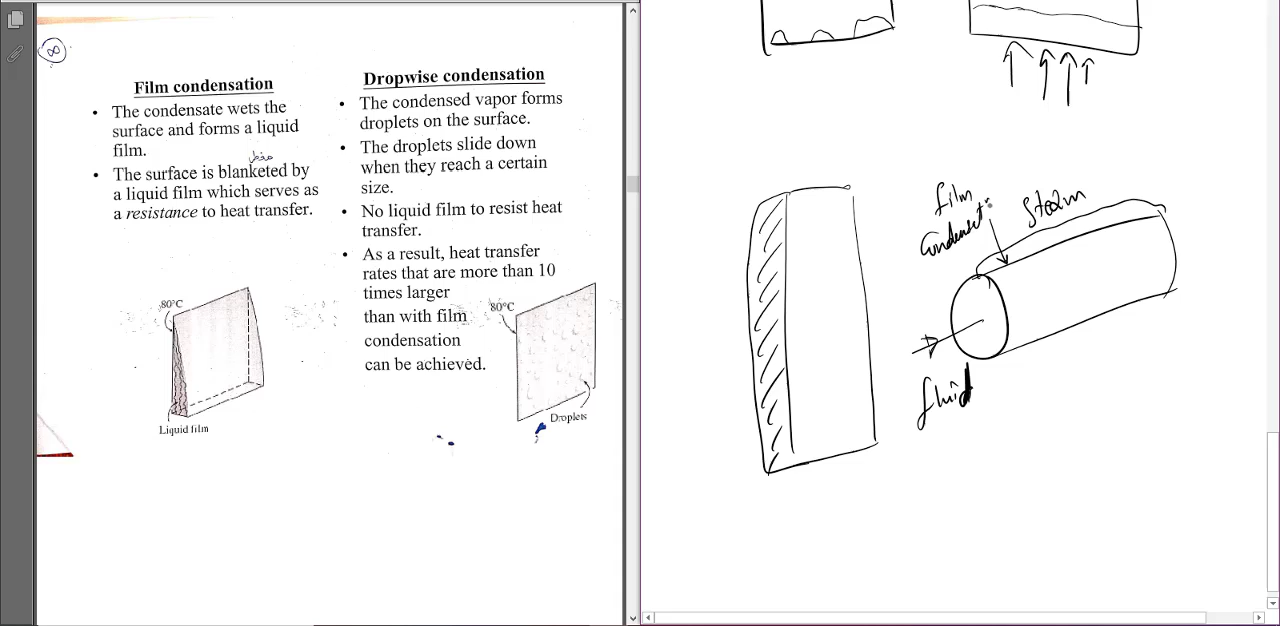 ∞
Film condensation
• The condensate wets the
surface and forms a liquid
film.
• The surface is blanketed by
a liquid film which serves as
a resistance to heat transfer.
80°C
Liquid film
Dropwise condensation
• The condensed vapor forms
droplets on the surface.
• The droplets slide down
when they reach a certain
size.
• No liquid film to resist heat
transfer.
• As a result, heat transfer
rates that are more than 10
times larger
than with film
condensation
can be achieved.
80°C
Droplets
film
Steam
fluid